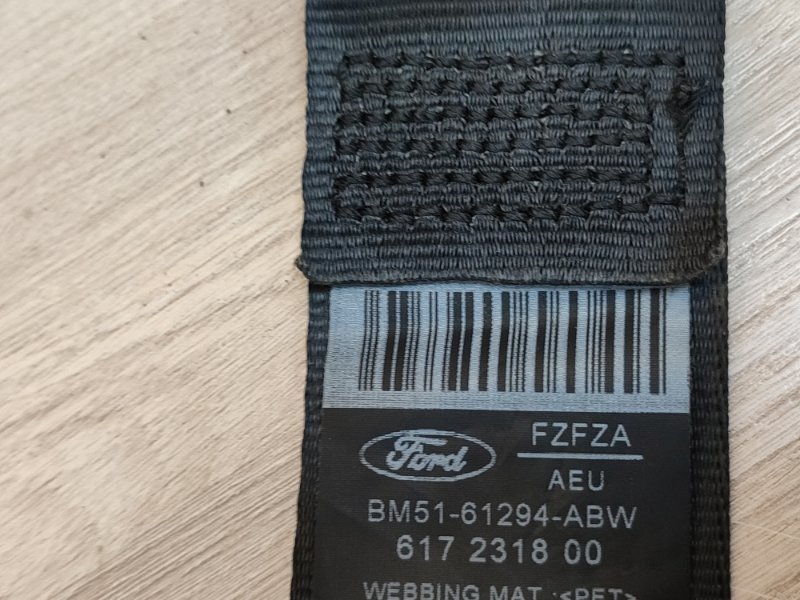 Ford
FZFZA
AEU
BM51-61294-ABW
617 2318 00
WEBBING MAT.:<PET>